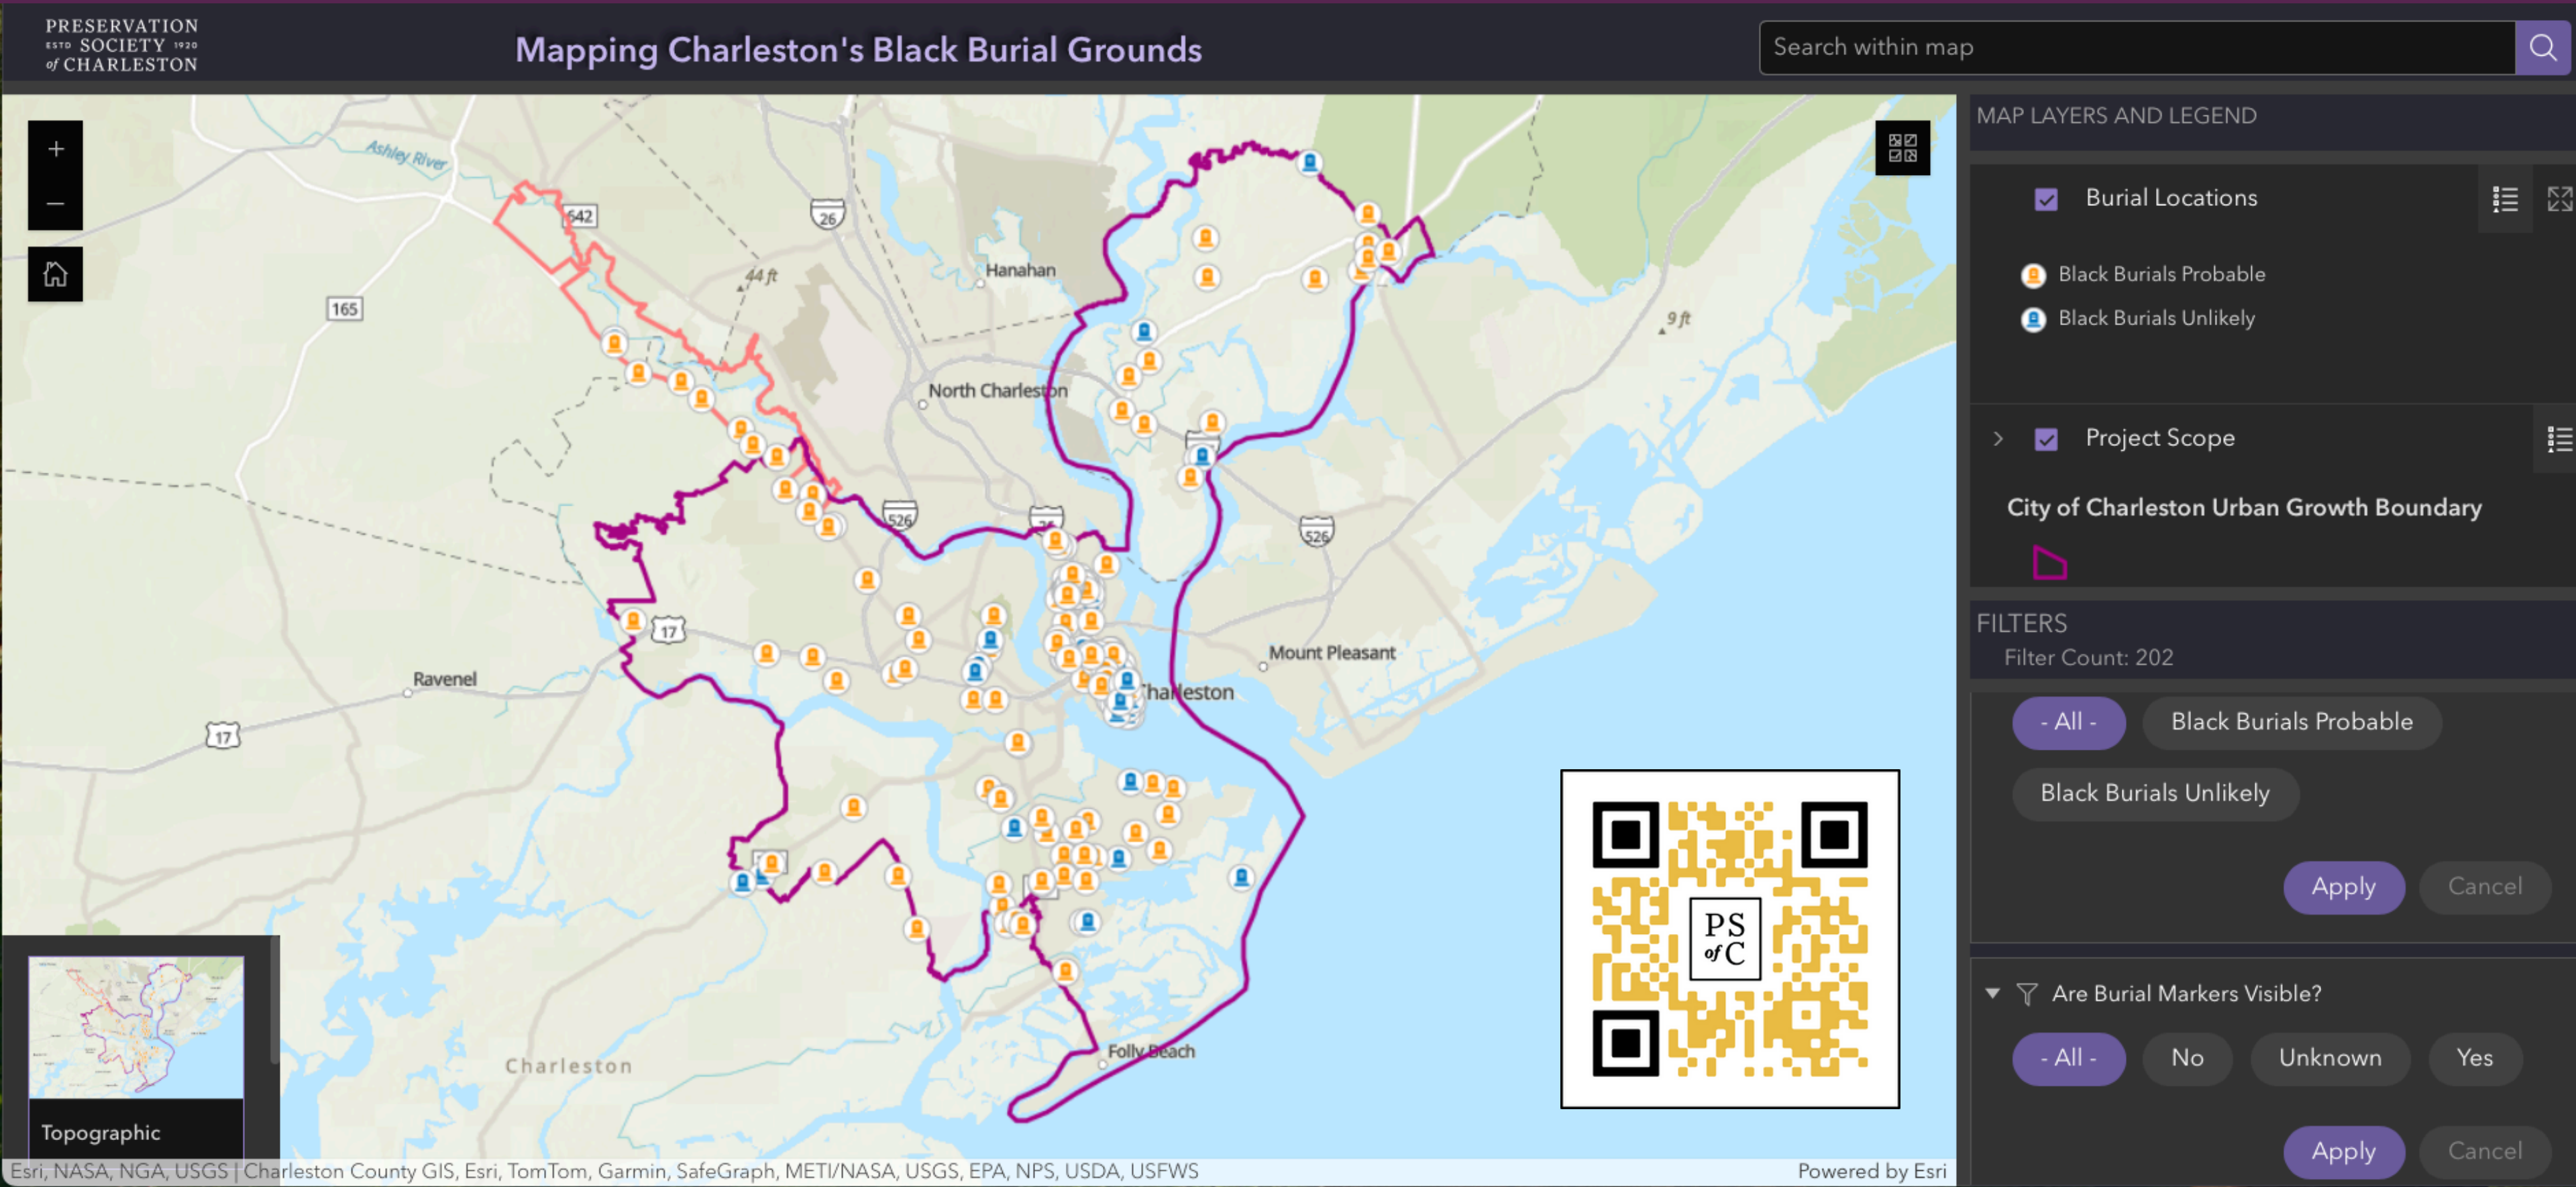 PRESERVATION
ESTD SOCIETY 1920
of CHARLESTON
Mapping Charleston's Black Burial Grounds
Search within map
+
−
Ashley River
642
26
165
44 ft
Hanahan
9 ft
North Charleston
526
26
526
17
Ravenel
Mount Pleasant
Charleston
17
PS
of C
Charleston
Folly Beach
Topographic
Esri, NASA, NGA, USGS | Charleston County GIS, Esri, TomTom, Garmin, SafeGraph, METI/NASA, USGS, EPA, NPS, USDA, USFWS
Powered by Esri
MAP LAYERS AND LEGEND
Burial Locations
Black Burials Probable
Black Burials Unlikely
Project Scope
City of Charleston Urban Growth Boundary
FILTERS
Filter Count: 202
- All -
Black Burials Probable
Black Burials Unlikely
Apply
Cancel
Are Burial Markers Visible?
- All -
No
Unknown
Yes
Apply
Cancel